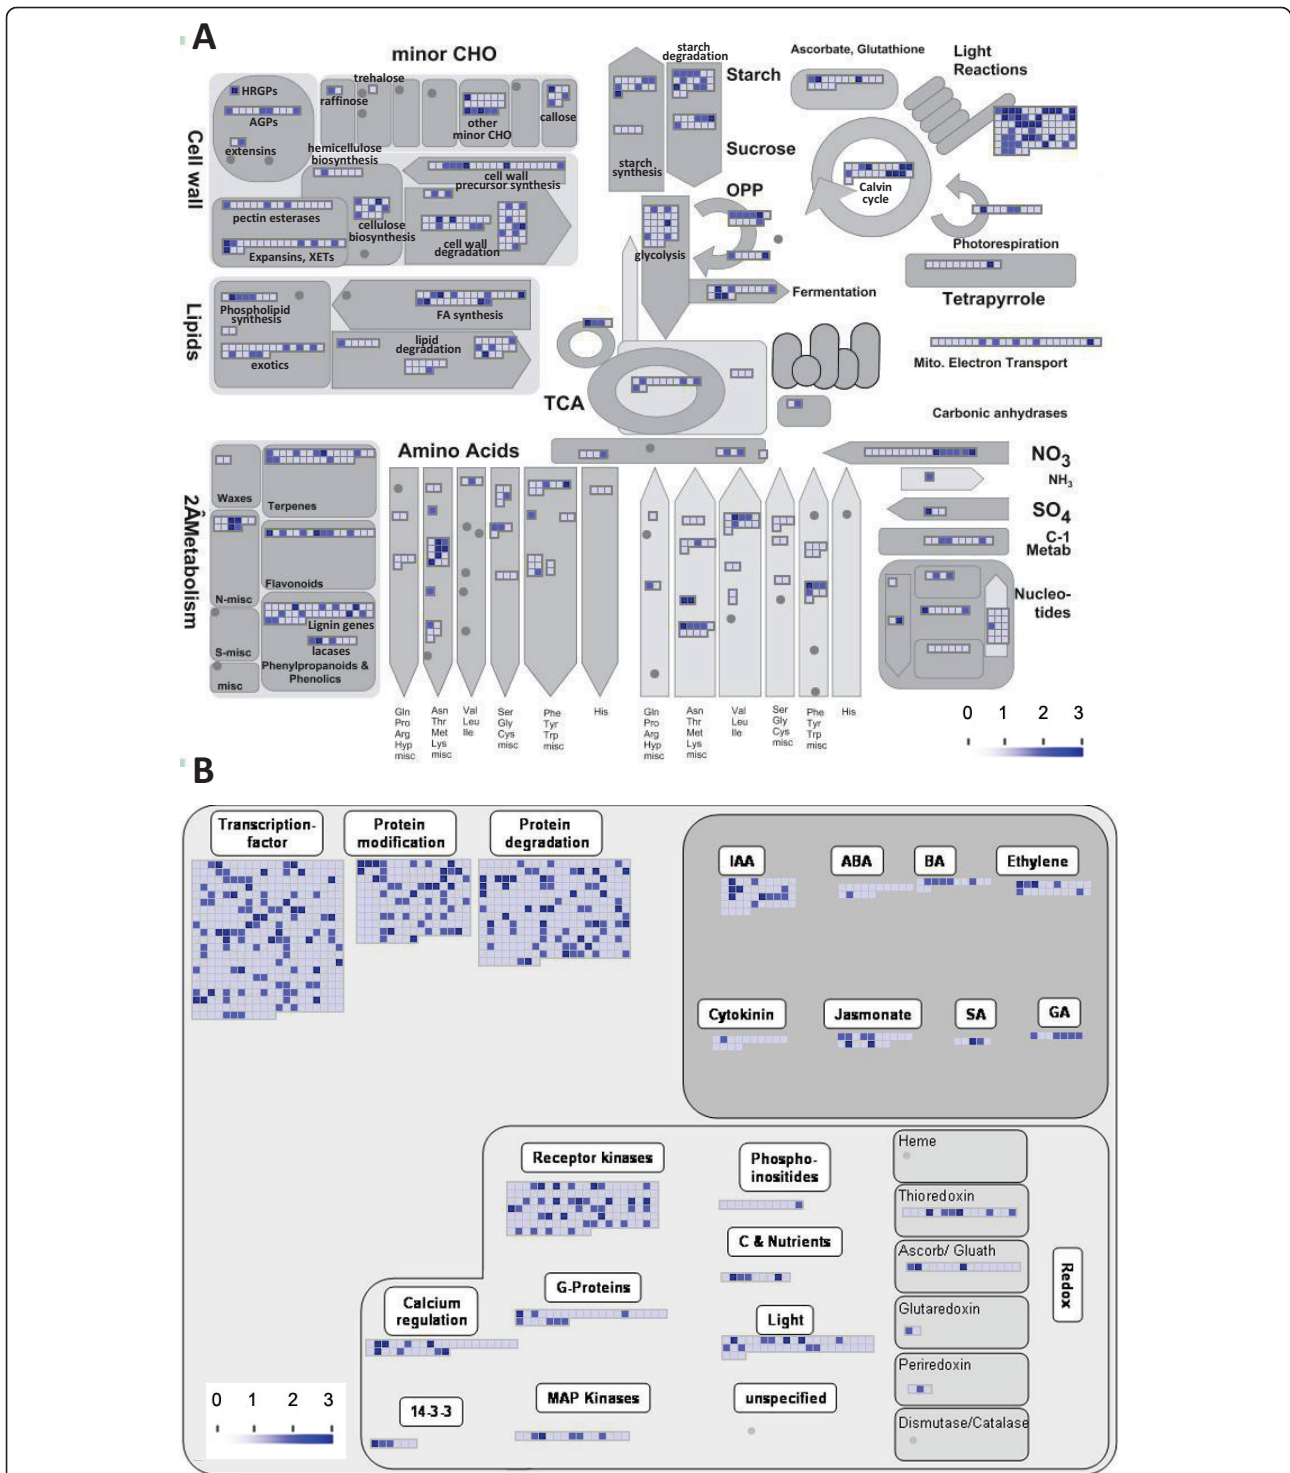 A
minor CHO
Cell wall
HRGPs
AGPs
extensins
raffinose
trehalose
other
minor CHO
callose
hemicellulose
biosynthesis
cell wall
precursor synthesis
pectin esterases
cellulose
biosynthesis
cell wall
degradation
Expansins, XETs
starch
degradation
Starch
Sucrose
starch
synthesis
OPP
glycolysis
Fermentation
Ascorbate, Glutathione
Light
Reactions
Calvin
cycle
Photorespiration
Tetrapyrrole
Mito. Electron Transport
Carbonic anhydrases
Lipids
Phospholipid
synthesis
exotics
FA synthesis
lipid
degradation
TCA
2Â Metabolism
Waxes
Terpenes
Flavonoids
N-misc
Lignin genes
lacases
S-misc
Phenylpropanoids &
Phenolics
misc
Amino Acids
Gln
Pro
Arg
Hyp
misc
Asn
Thr
Met
Lys
misc
Val
Leu
Ile
Ser
Gly
Cys
misc
Phe
Tyr
Trp
misc
His
Gln
Pro
Arg
Hyp
misc
Asn
Thr
Met
Lys
misc
Val
Leu
Ile
Ser
Gly
Cys
misc
Phe
Tyr
Trp
misc
His
NO3
NH3
SO4
C-1
Metab
Nucleo-
tides
0 1 2 3
B
Transcription-
factor
Protein
modification
Protein
degradation
IAA
ABA
BA
Ethylene
Cytokinin
Jasmonate
SA
GA
Receptor kinases
Phospho-
inositides
C & Nutrients
G-Proteins
Calcium
regulation
Light
MAP Kinases
unspecified
14-3-3
Heme
Thioredoxin
Ascorb/ Gluath
Glutaredoxin
Periredoxin
Dismutase/Catalase
Redox
0 1 2 3